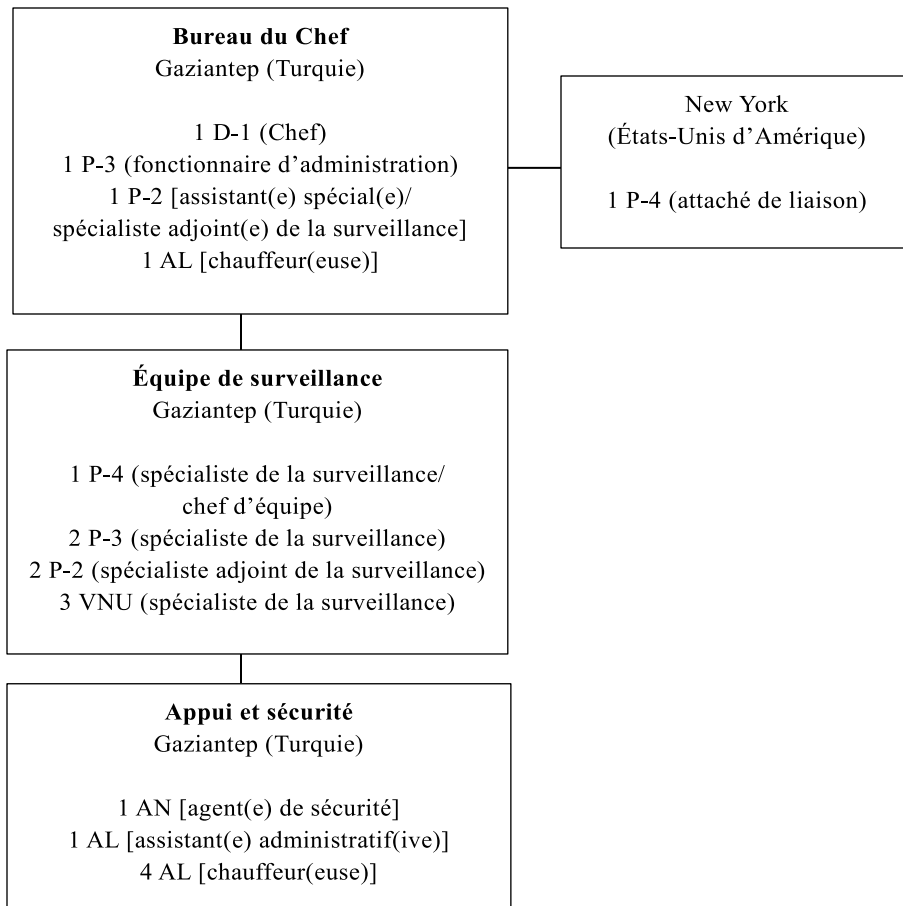 Bureau du Chef
Gaziantep (Turquie)
1 D-1 (Chef)
1 P-3 (fonctionnaire d’administration)
1 P-2 [assistant(e) spécial(e)/
spécialiste adjoint(e) de la surveillance]
1 AL [chauffeur(euse)]
New York
(États-Unis d’Amérique)
1 P-4 (attaché de liaison)
Équipe de surveillance
Gaziantep (Turquie)
1 P-4 (spécialiste de la surveillance/
chef d’équipe)
2 P-3 (spécialiste de la surveillance)
2 P-2 (spécialiste adjoint de la surveillance)
3 VNU (spécialiste de la surveillance)
Appui et sécurité
Gaziantep (Turquie)
1 AN [agent(e) de sécurité]
1 AL [assistant(e) administratif(ive)]
4 AL [chauffeur(euse)]